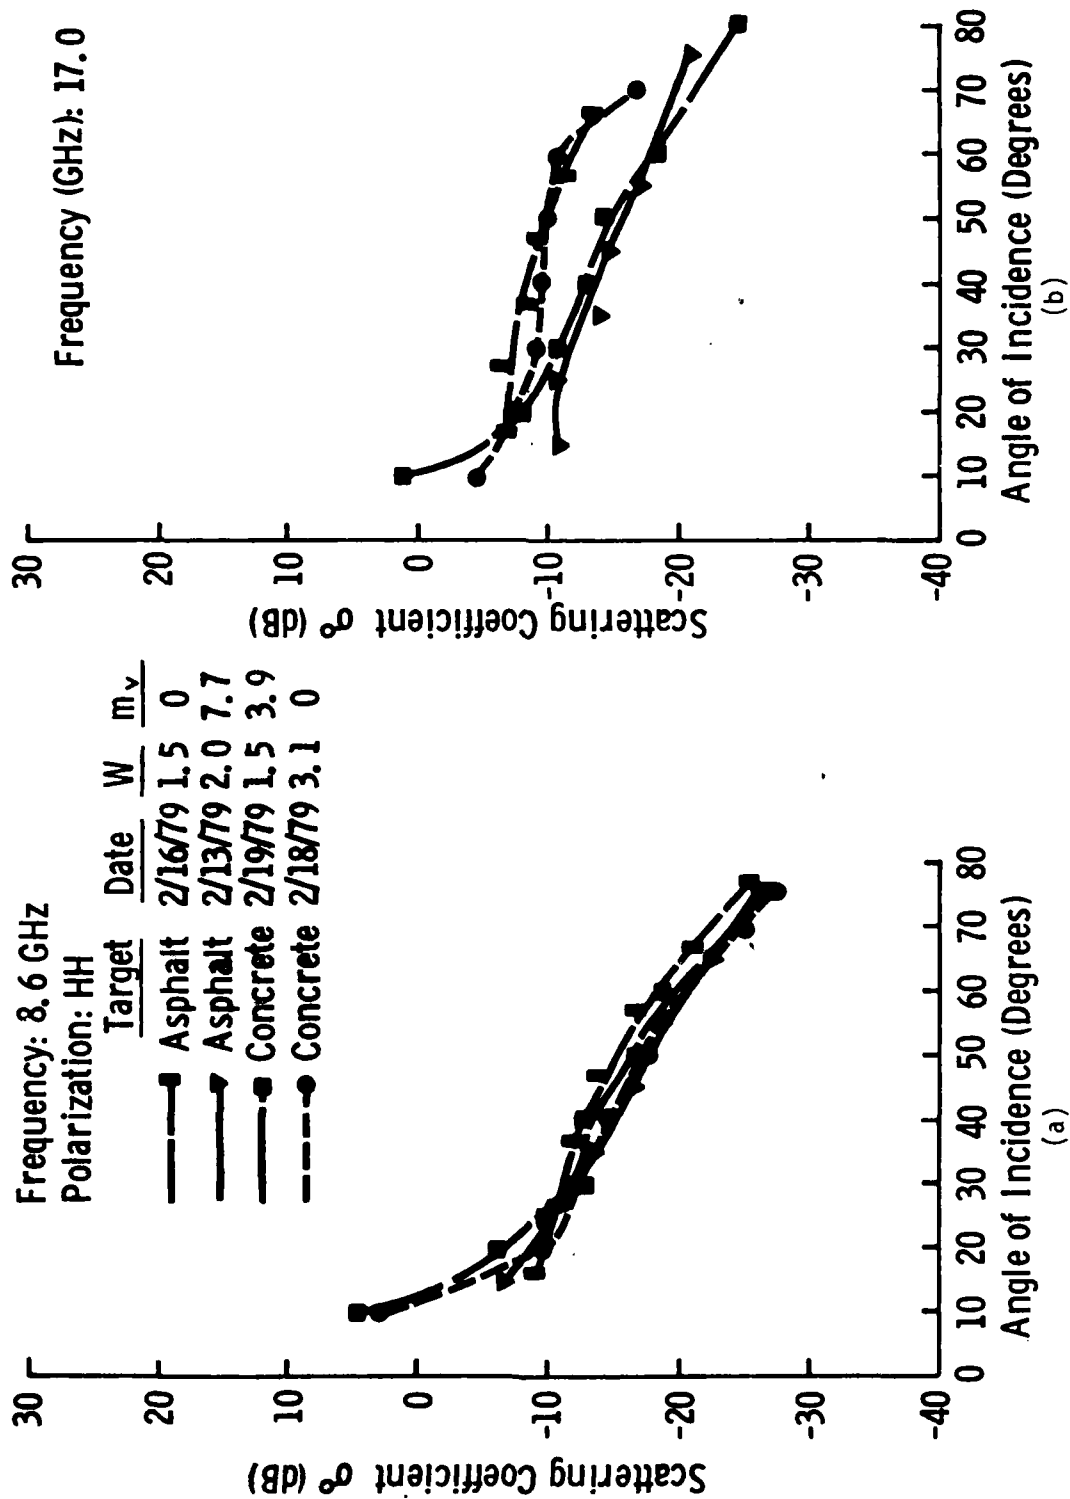 Frequency: 8.6 GHz
Polarization: HH
Target Date W mv
Asphalt 2/16/79 1.5 0
Asphalt 2/13/79 2.0 7.7
Concrete 2/19/79 1.5 3.9
Concrete 2/18/79 3.1 0
Scattering Coefficient σ° (dB)
30
20
10
0
-10
-20
-30
-40
0 10 20 30 40 50 60 70 80
Angle of Incidence (Degrees)
(a)
Frequency (GHz): 17.0
Scattering Coefficient σ° (dB)
30
20
10
0
-10
-20
-30
-40
0 10 20 30 40 50 60 70 80
Angle of Incidence (Degrees)
(b)